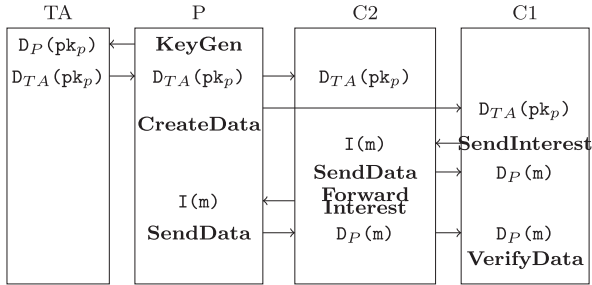 TA P C2 C1
D_P(pk_p) KeyGen
D_TA(pk_p) D_TA(pk_p) D_TA(pk_p)
D_TA(pk_p)
CreateData
I(m) SendInterest
SendData D_P(m)
Forward
I(m) Interest
SendData D_P(m) D_P(m)
VerifyData